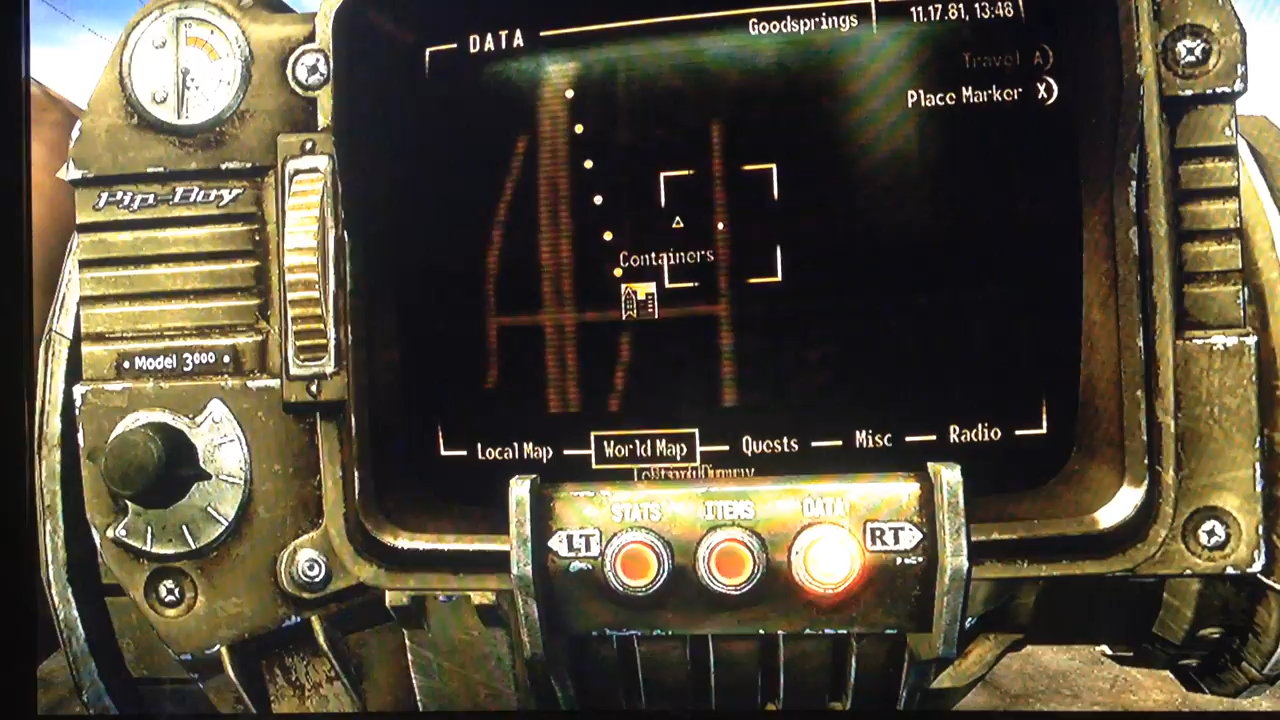 DATA
Goodsprings
11.17.81, 13:48
Travel A)
Place Marker X)
Pip-Boy
Containers
• Model 3000 •
Local Map
World Map
Quests
Misc
Radio
STATS
ITEMS
DATA
LT
RT